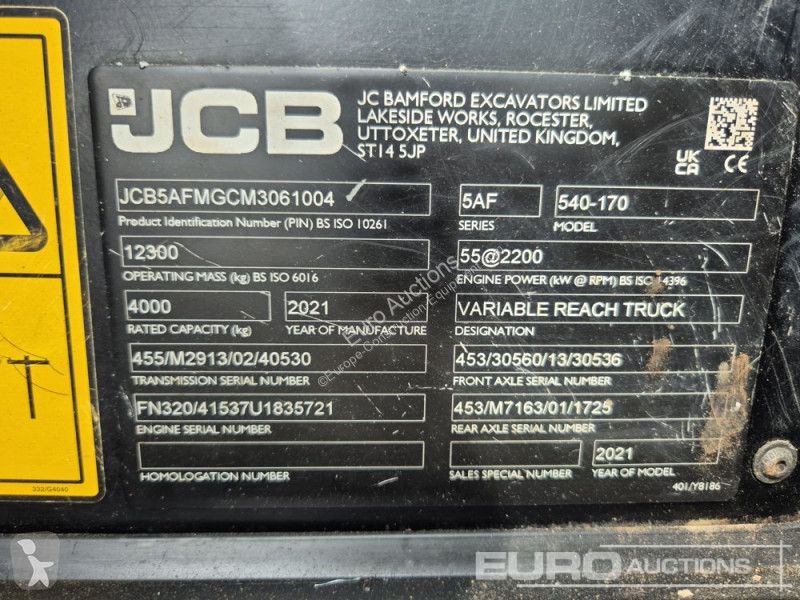 JCB
JC BAMFORD EXCAVATORS LIMITED
LAKESIDE WORKS, ROCESTER,
UTTOXETER, UNITED KINGDOM,
ST14 5JP
UK
CA
CE
JCB5AFMGCM3061004
Product Identification Number (PIN) BS ISO 10261
5AF
SERIES
540-170
MODEL
12300
OPERATING MASS (kg) BS ISO 6016
55@2200
ENGINE POWER (kW @ RPM) BS ISO 14396
4000
RATED CAPACITY (kg)
2021
YEAR OF MANUFACTURE
VARIABLE REACH TRUCK
DESIGNATION
455/M2913/02/40530
TRANSMISSION SERIAL NUMBER
453/30560/13/30536
FRONT AXLE SERIAL NUMBER
FN320/41537U1835721
ENGINE SERIAL NUMBER
453/M7163/01/1725
REAR AXLE SERIAL NUMBER
HOMOLOGATION NUMBER
SALES SPECIAL NUMBER
2021
YEAR OF MODEL
401/Y8186
332/G4040
Euro Auctions
EURO
AUCTIONS